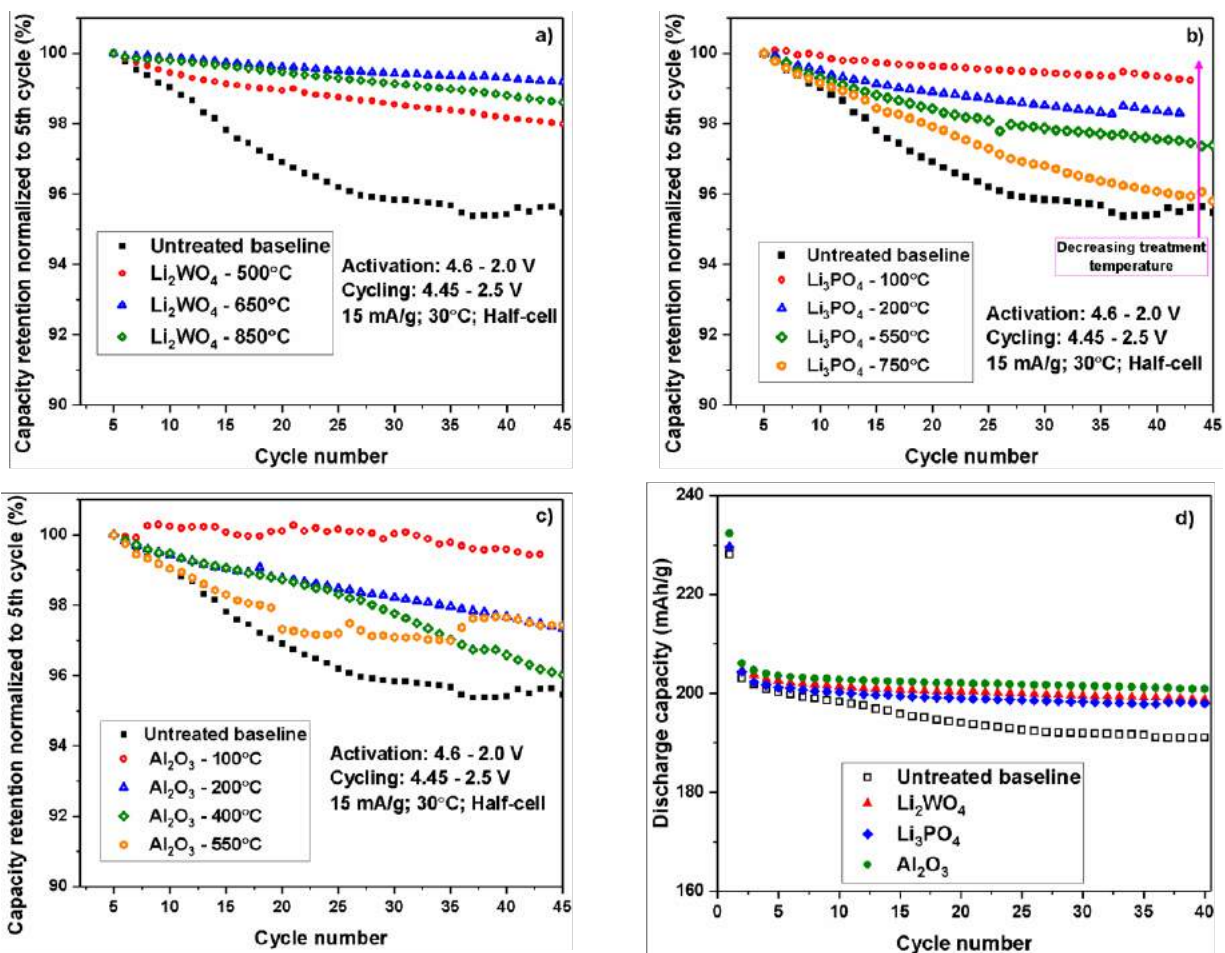 Capacity retention normalized to 5th cycle (%)
100
98
96
94
92
90
a)
Untreated baseline
Li₂WO₄ - 500°C
Li₂WO₄ - 650°C
Li₂WO₄ - 850°C
Activation: 4.6 - 2.0 V
Cycling: 4.45 - 2.5 V
15 mA/g; 30°C; Half-cell
5 10 15 20 25 30 35 40 45
Cycle number
Capacity retention normalized to 5th cycle (%)
100
98
96
94
92
90
b)
Decreasing treatment
temperature
Untreated baseline
Li₃PO₄ - 100°C
Li₃PO₄ - 200°C
Li₃PO₄ - 550°C
Li₃PO₄ - 750°C
Activation: 4.6 - 2.0 V
Cycling: 4.45 - 2.5 V
15 mA/g; 30°C; Half-cell
5 10 15 20 25 30 35 40 45
Cycle number
Capacity retention normalized to 5th cycle (%)
100
98
96
94
92
90
c)
Untreated baseline
Al₂O₃ - 100°C
Al₂O₃ - 200°C
Al₂O₃ - 400°C
Al₂O₃ - 550°C
Activation: 4.6 - 2.0 V
Cycling: 4.45 - 2.5 V
15 mA/g; 30°C; Half-cell
5 10 15 20 25 30 35 40 45
Cycle number
Discharge capacity (mAh/g)
240
220
200
180
160
d)
Untreated baseline
Li₂WO₄
Li₃PO₄
Al₂O₃
0 5 10 15 20 25 30 35 40
Cycle number